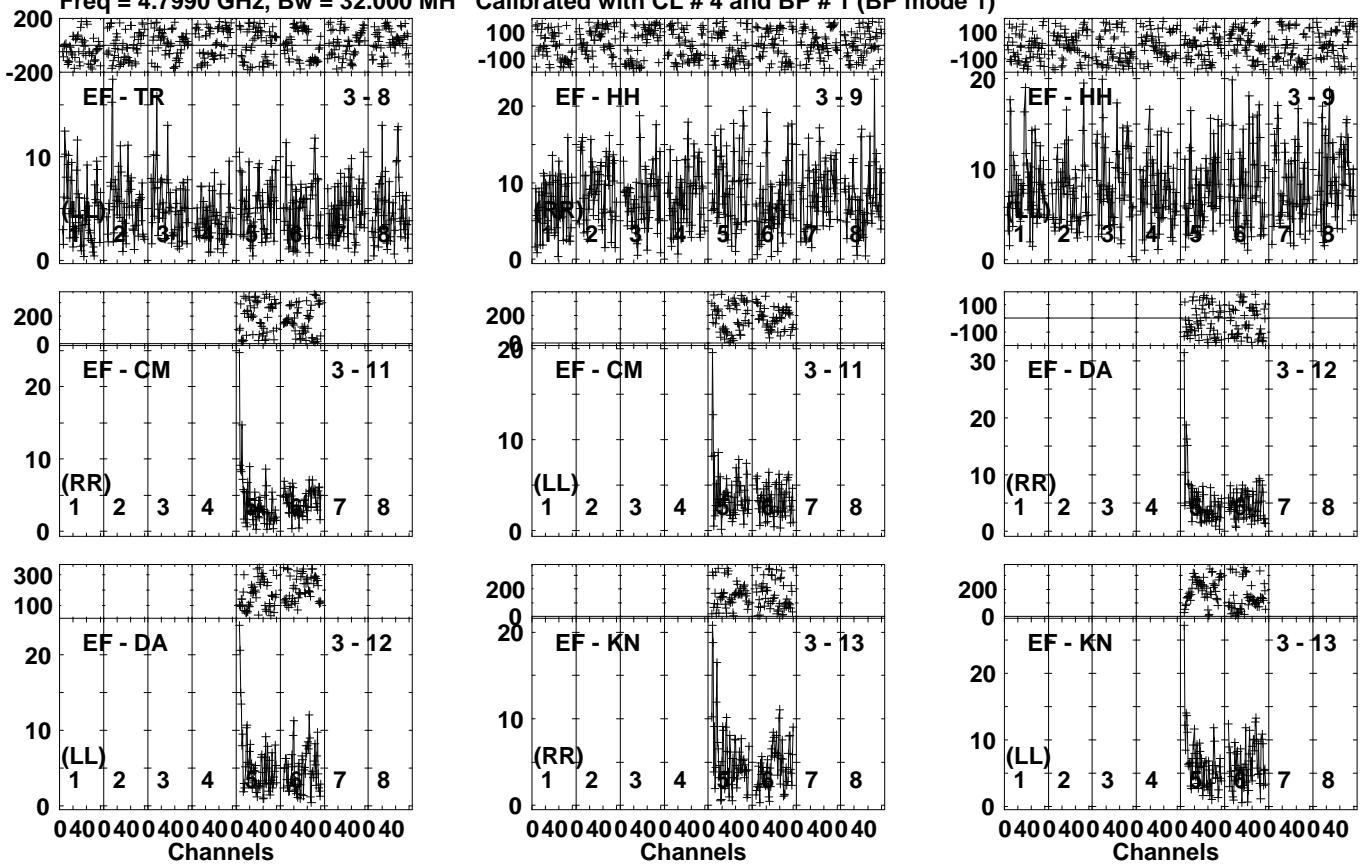 Freq = 4.7990 GHz, Bw = 32.000 MH Calibrated with CL # 4 and BP # 1 (BP mode 1)
200 100 100
-200 -100 -100
EF - TR 3 - 8 EF - HH 3 - 9 EF - HH 3 - 9
20 20
10 10 10
(LL) (RR) (LL)
1 2 3 4 5 6 7 8 1 2 3 4 5 6 7 8 1 2 3 4 5 6 7 8
0 0 0
200 200 100
0 0 -100
20 30
EF - CM 3 - 11 EF - CM 3 - 11 EF - DA 3 - 12
20 20
10 10 10
(RR) (LL) (RR)
1 2 3 4 5 6 7 8 1 2 3 4 5 6 7 8 1 2 3 4 5 6 7 8
0 0 0
300 200 200
100 0 0
EF - DA 3 - 12 EF - KN 3 - 13 EF - KN 3 - 13
20 20 20
10 10 10
(LL) (RR) (LL)
1 2 3 4 5 6 7 8 1 2 3 4 5 6 7 8 1 2 3 4 5 6 7 8
0 0 0
0 40 0 40 0 40 0 40 0 40 0 40 0 40 0 40 0 40 0 40 0 40 0 40 0 40 0 40 0 40 0 40 0 40 0 40 0 40 0 40 0 40 0 40 0 40 0 40
Channels Channels Channels